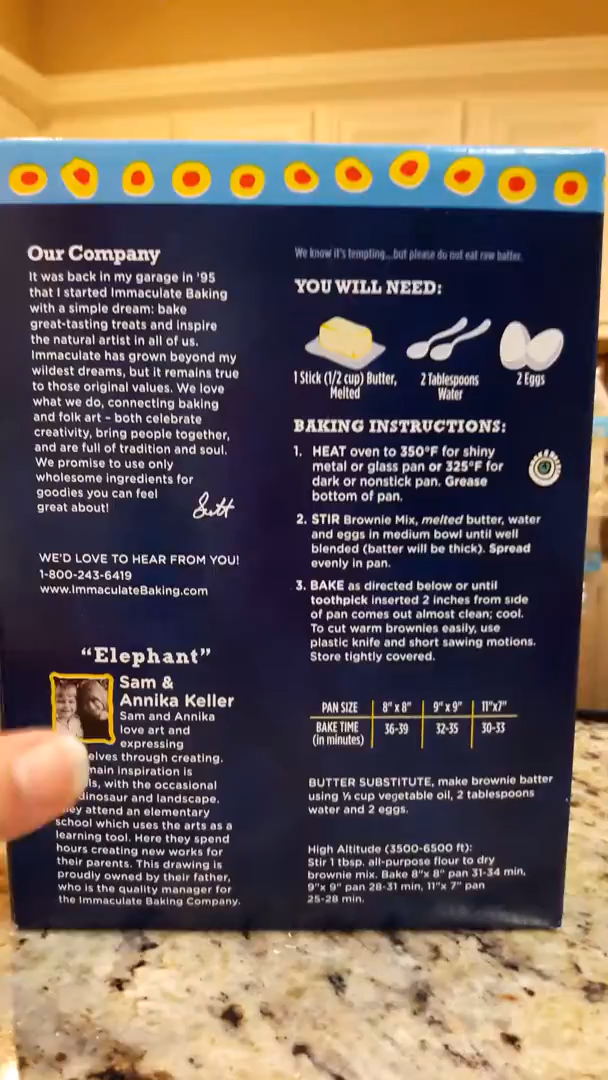 Our Company
It was back in my garage in '95
that I started Immaculate Baking
with a simple dream: bake
great-tasting treats and inspire
the natural artist in all of us.
Immaculate has grown beyond my
wildest dreams, but it remains true
to those original values. We love
what we do, connecting baking
and folk art – both celebrate
creativity, bring people together,
and are full of tradition and soul.
We promise to use only
wholesome ingredients for
goodies you can feel
great about!
Scott
WE'D LOVE TO HEAR FROM YOU!
1-800-243-6419
www.ImmaculateBaking.com
"Elephant"
Sam &
Annika Keller
Sam and Annika
love art and
expressing
elves through creating.
main inspiration is
ls, with the occasional
dinosaur and landscape.
ey attend an elementary
school which uses the arts as a
learning tool. Here they spend
hours creating new works for
their parents. This drawing is
proudly owned by their father,
who is the quality manager for
the Immaculate Baking Company.
We know it's tempting...but please do not eat raw batter.
YOU WILL NEED:
1 Stick (1/2 cup) Butter,
Melted
2 Tablespoons
Water
2 Eggs
BAKING INSTRUCTIONS:
1. HEAT oven to 350°F for shiny
metal or glass pan or 325°F for
dark or nonstick pan. Grease
bottom of pan.
2. STIR Brownie Mix, melted butter, water
and eggs in medium bowl until well
blended (batter will be thick). Spread
evenly in pan.
3. BAKE as directed below or until
toothpick inserted 2 inches from side
of pan comes out almost clean; cool.
To cut warm brownies easily, use
plastic knife and short sawing motions.
Store tightly covered.
PAN SIZE 8" x 8" 9" x 9" 11"x7"
BAKE TIME
(in minutes) 36-39 32-35 30-33
BUTTER SUBSTITUTE, make brownie batter
using ⅓ cup vegetable oil, 2 tablespoons
water and 2 eggs.
High Altitude (3500-6500 ft):
Stir 1 tbsp. all-purpose flour to dry
brownie mix. Bake 8"x 8" pan 31-34 min,
9"x 9" pan 28-31 min, 11"x 7" pan
25-28 min.